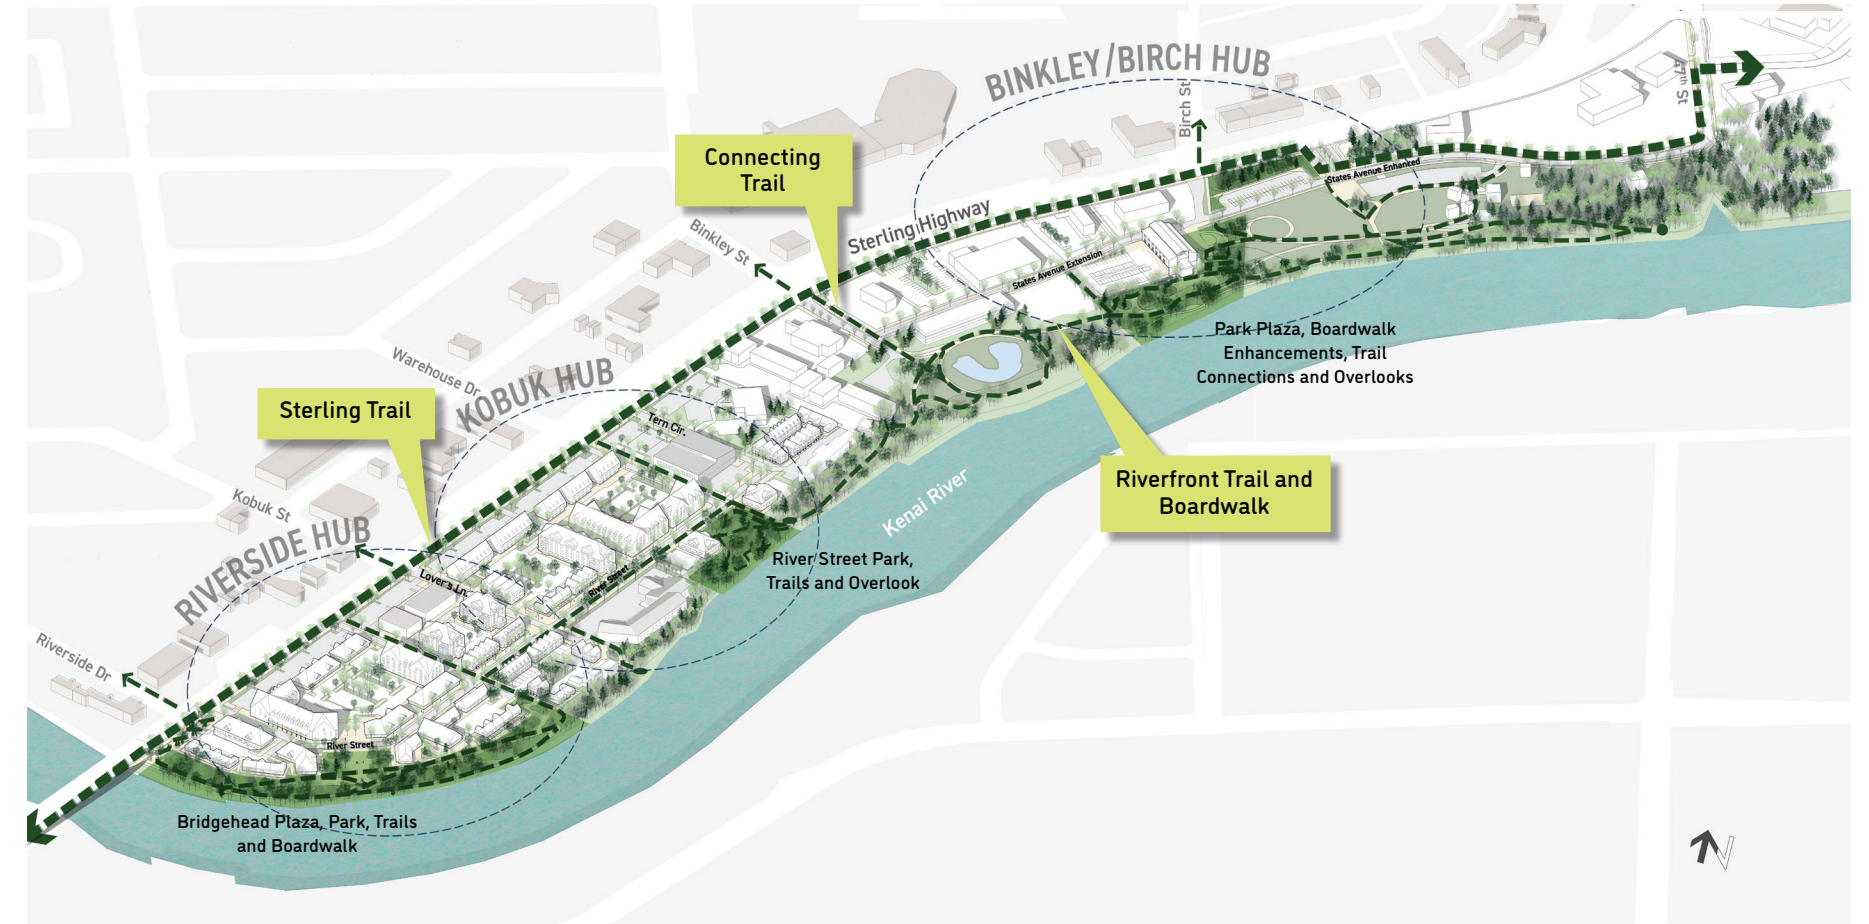 BINKLEY/BIRCH HUB
47th St
Birch St
Connecting
Trail
States Avenue Enhanced
Sterling Highway
Binkley St
States Avenue Extension
Park Plaza, Boardwalk
Enhancements, Trail
Connections and Overlooks
Warehouse Dr
KOBUK HUB
Sterling Trail
Tern Cir.
Riverfront Trail and
Boardwalk
Kenai River
Kobuk St
RIVERSIDE HUB
River Street Park,
Trails and Overlook
Lover's Ln.
River Street
Riverside Dr
River Street
Bridgehead Plaza, Park, Trails
and Boardwalk
N